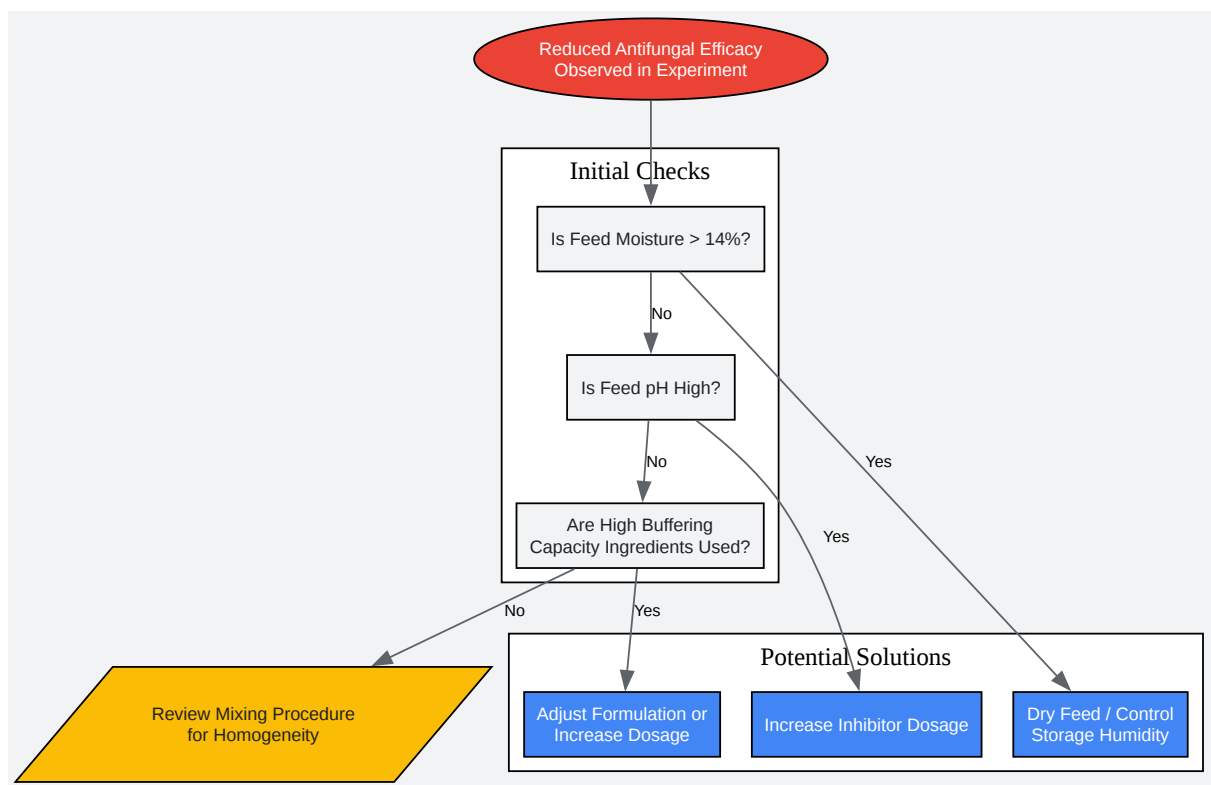 Reduced Antifungal Efficacy
Observed in Experiment
Initial Checks
Is Feed Moisture > 14%?
No
Is Feed pH High?
No
Yes
Are High Buffering
Capacity Ingredients Used?
Yes
No
Yes
Potential Solutions
Review Mixing Procedure
for Homogeneity
Adjust Formulation or
Increase Dosage
Increase Inhibitor Dosage
Dry Feed / Control
Storage Humidity